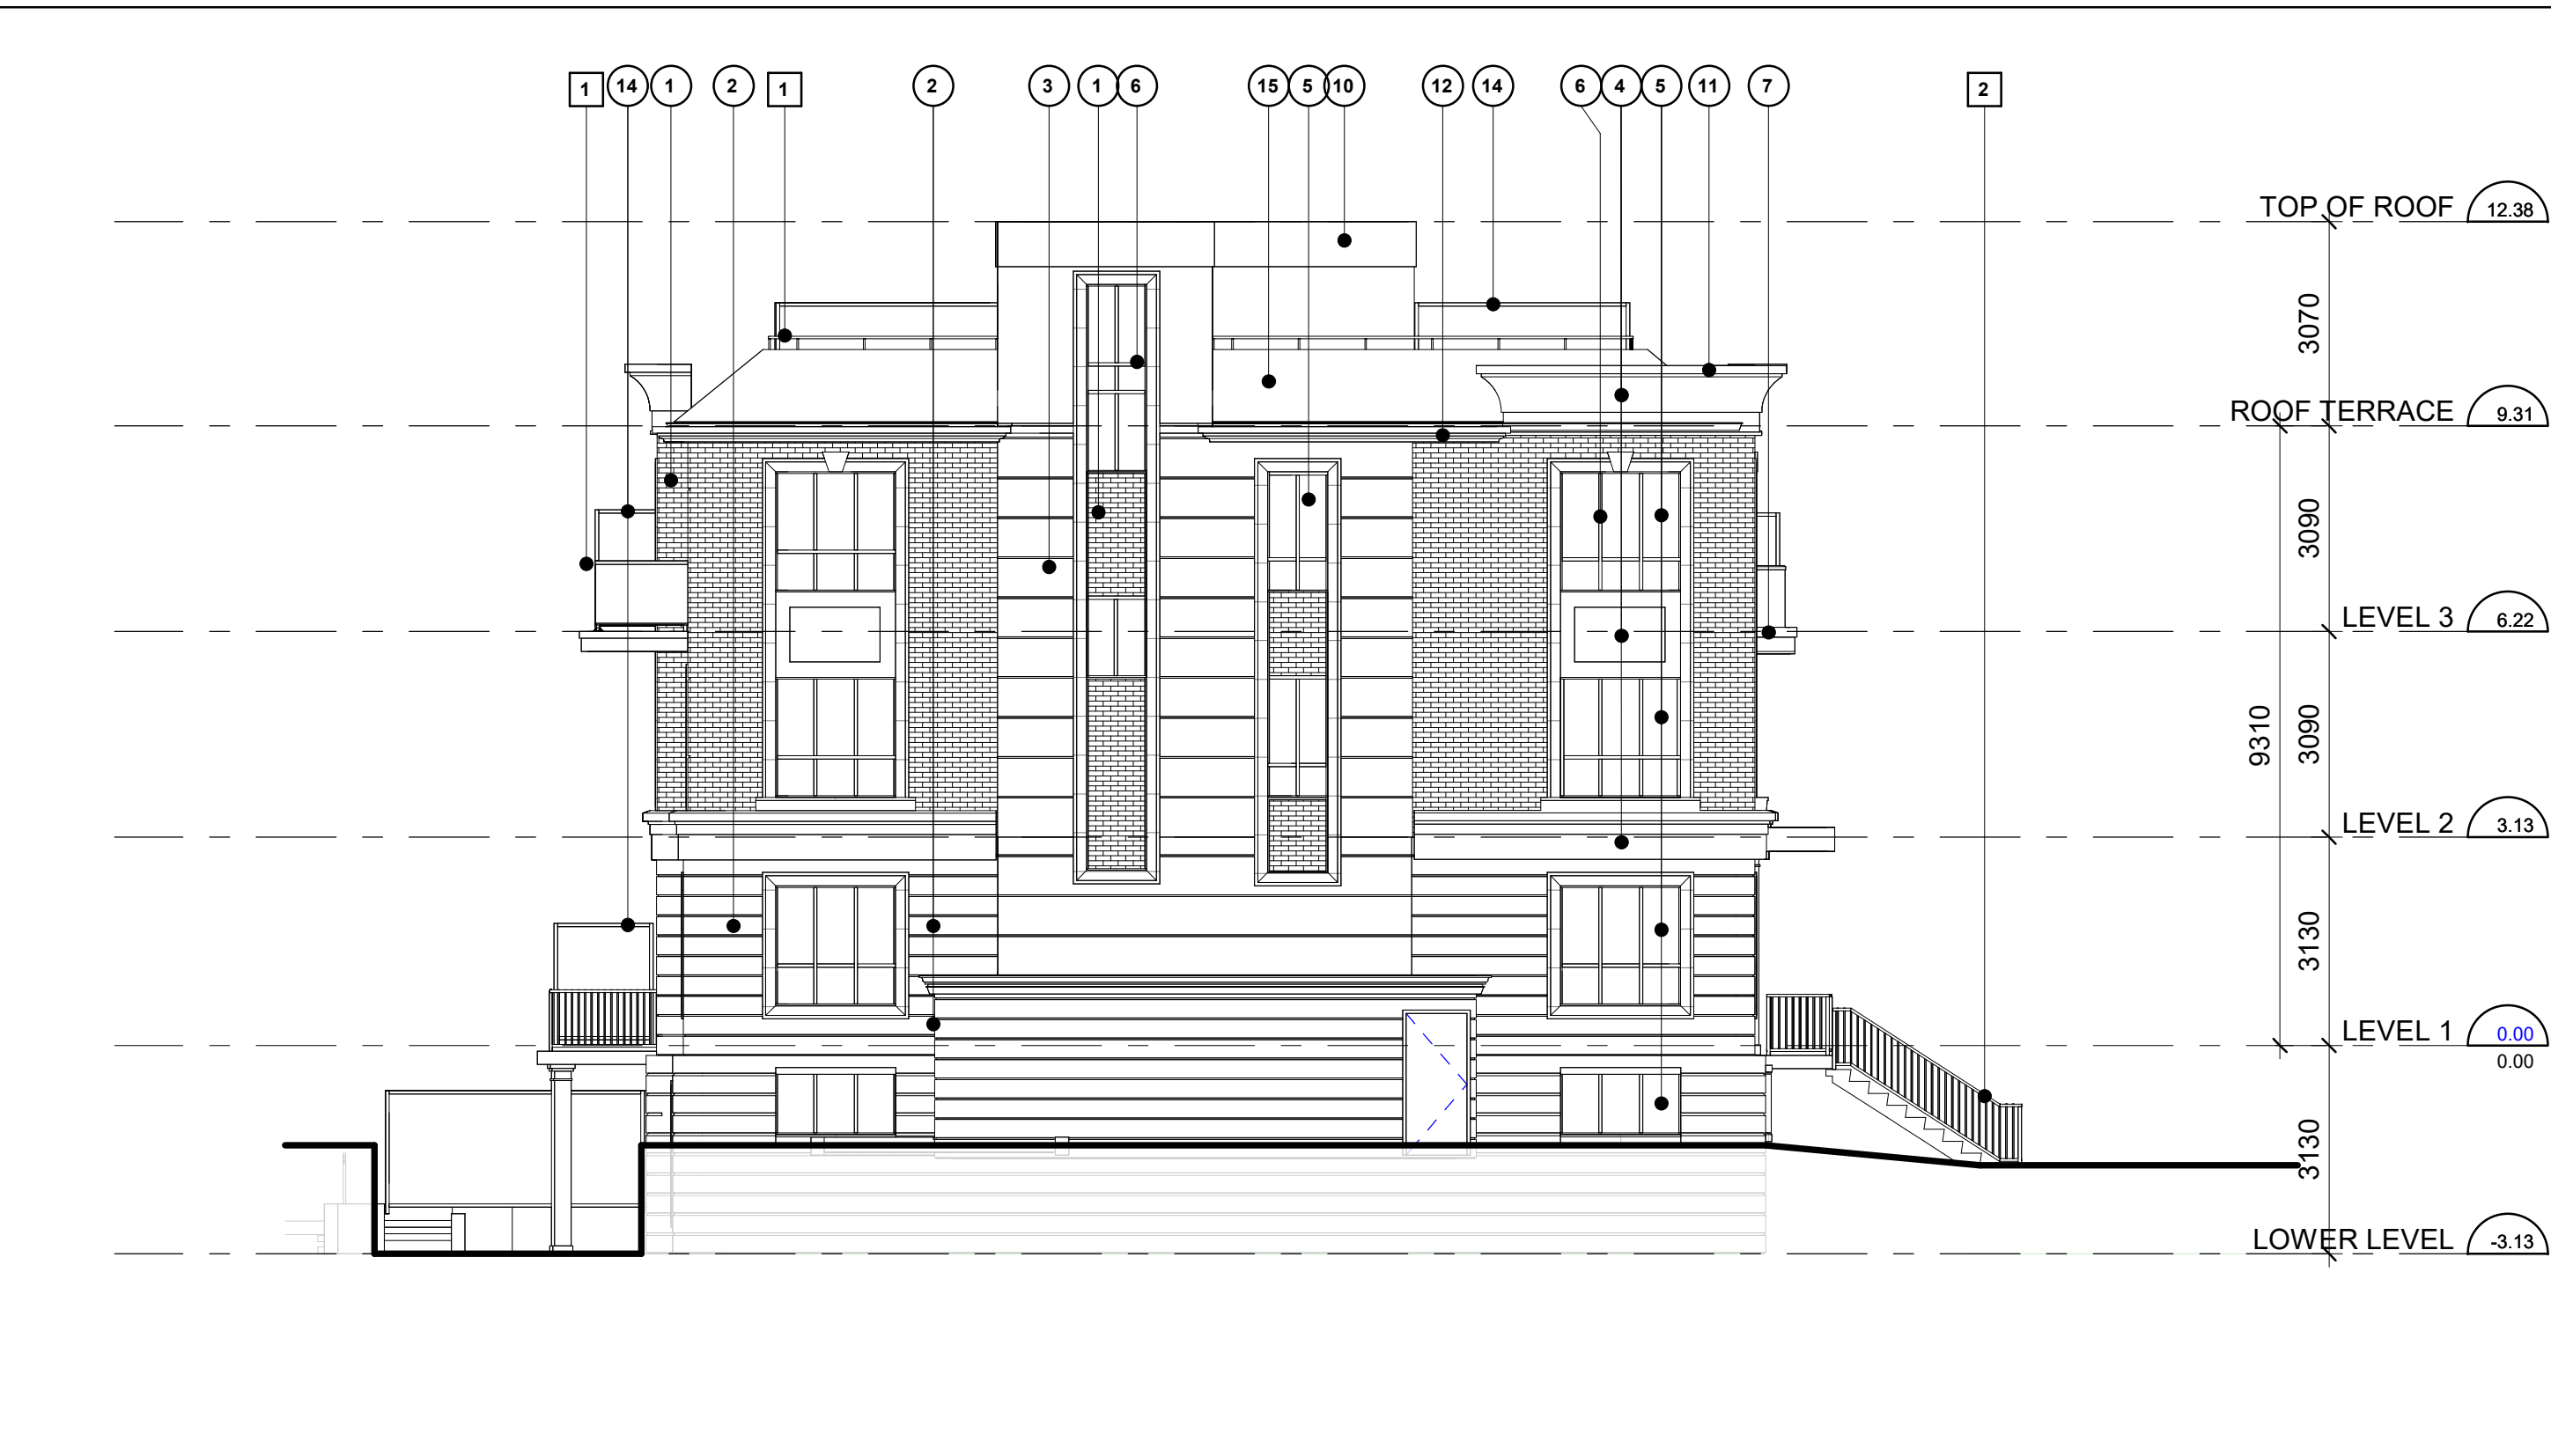 1 14 1 2 1 2 3 1 6 15 5 10 12 14 6 4 5 11 7 2
TOP OF ROOF 12.38
3070
ROOF TERRACE 9.31
3090
LEVEL 3 6.22
9310 3090
LEVEL 2 3.13
3130
LEVEL 1 0.00
0.00
3130
LOWER LEVEL -3.13